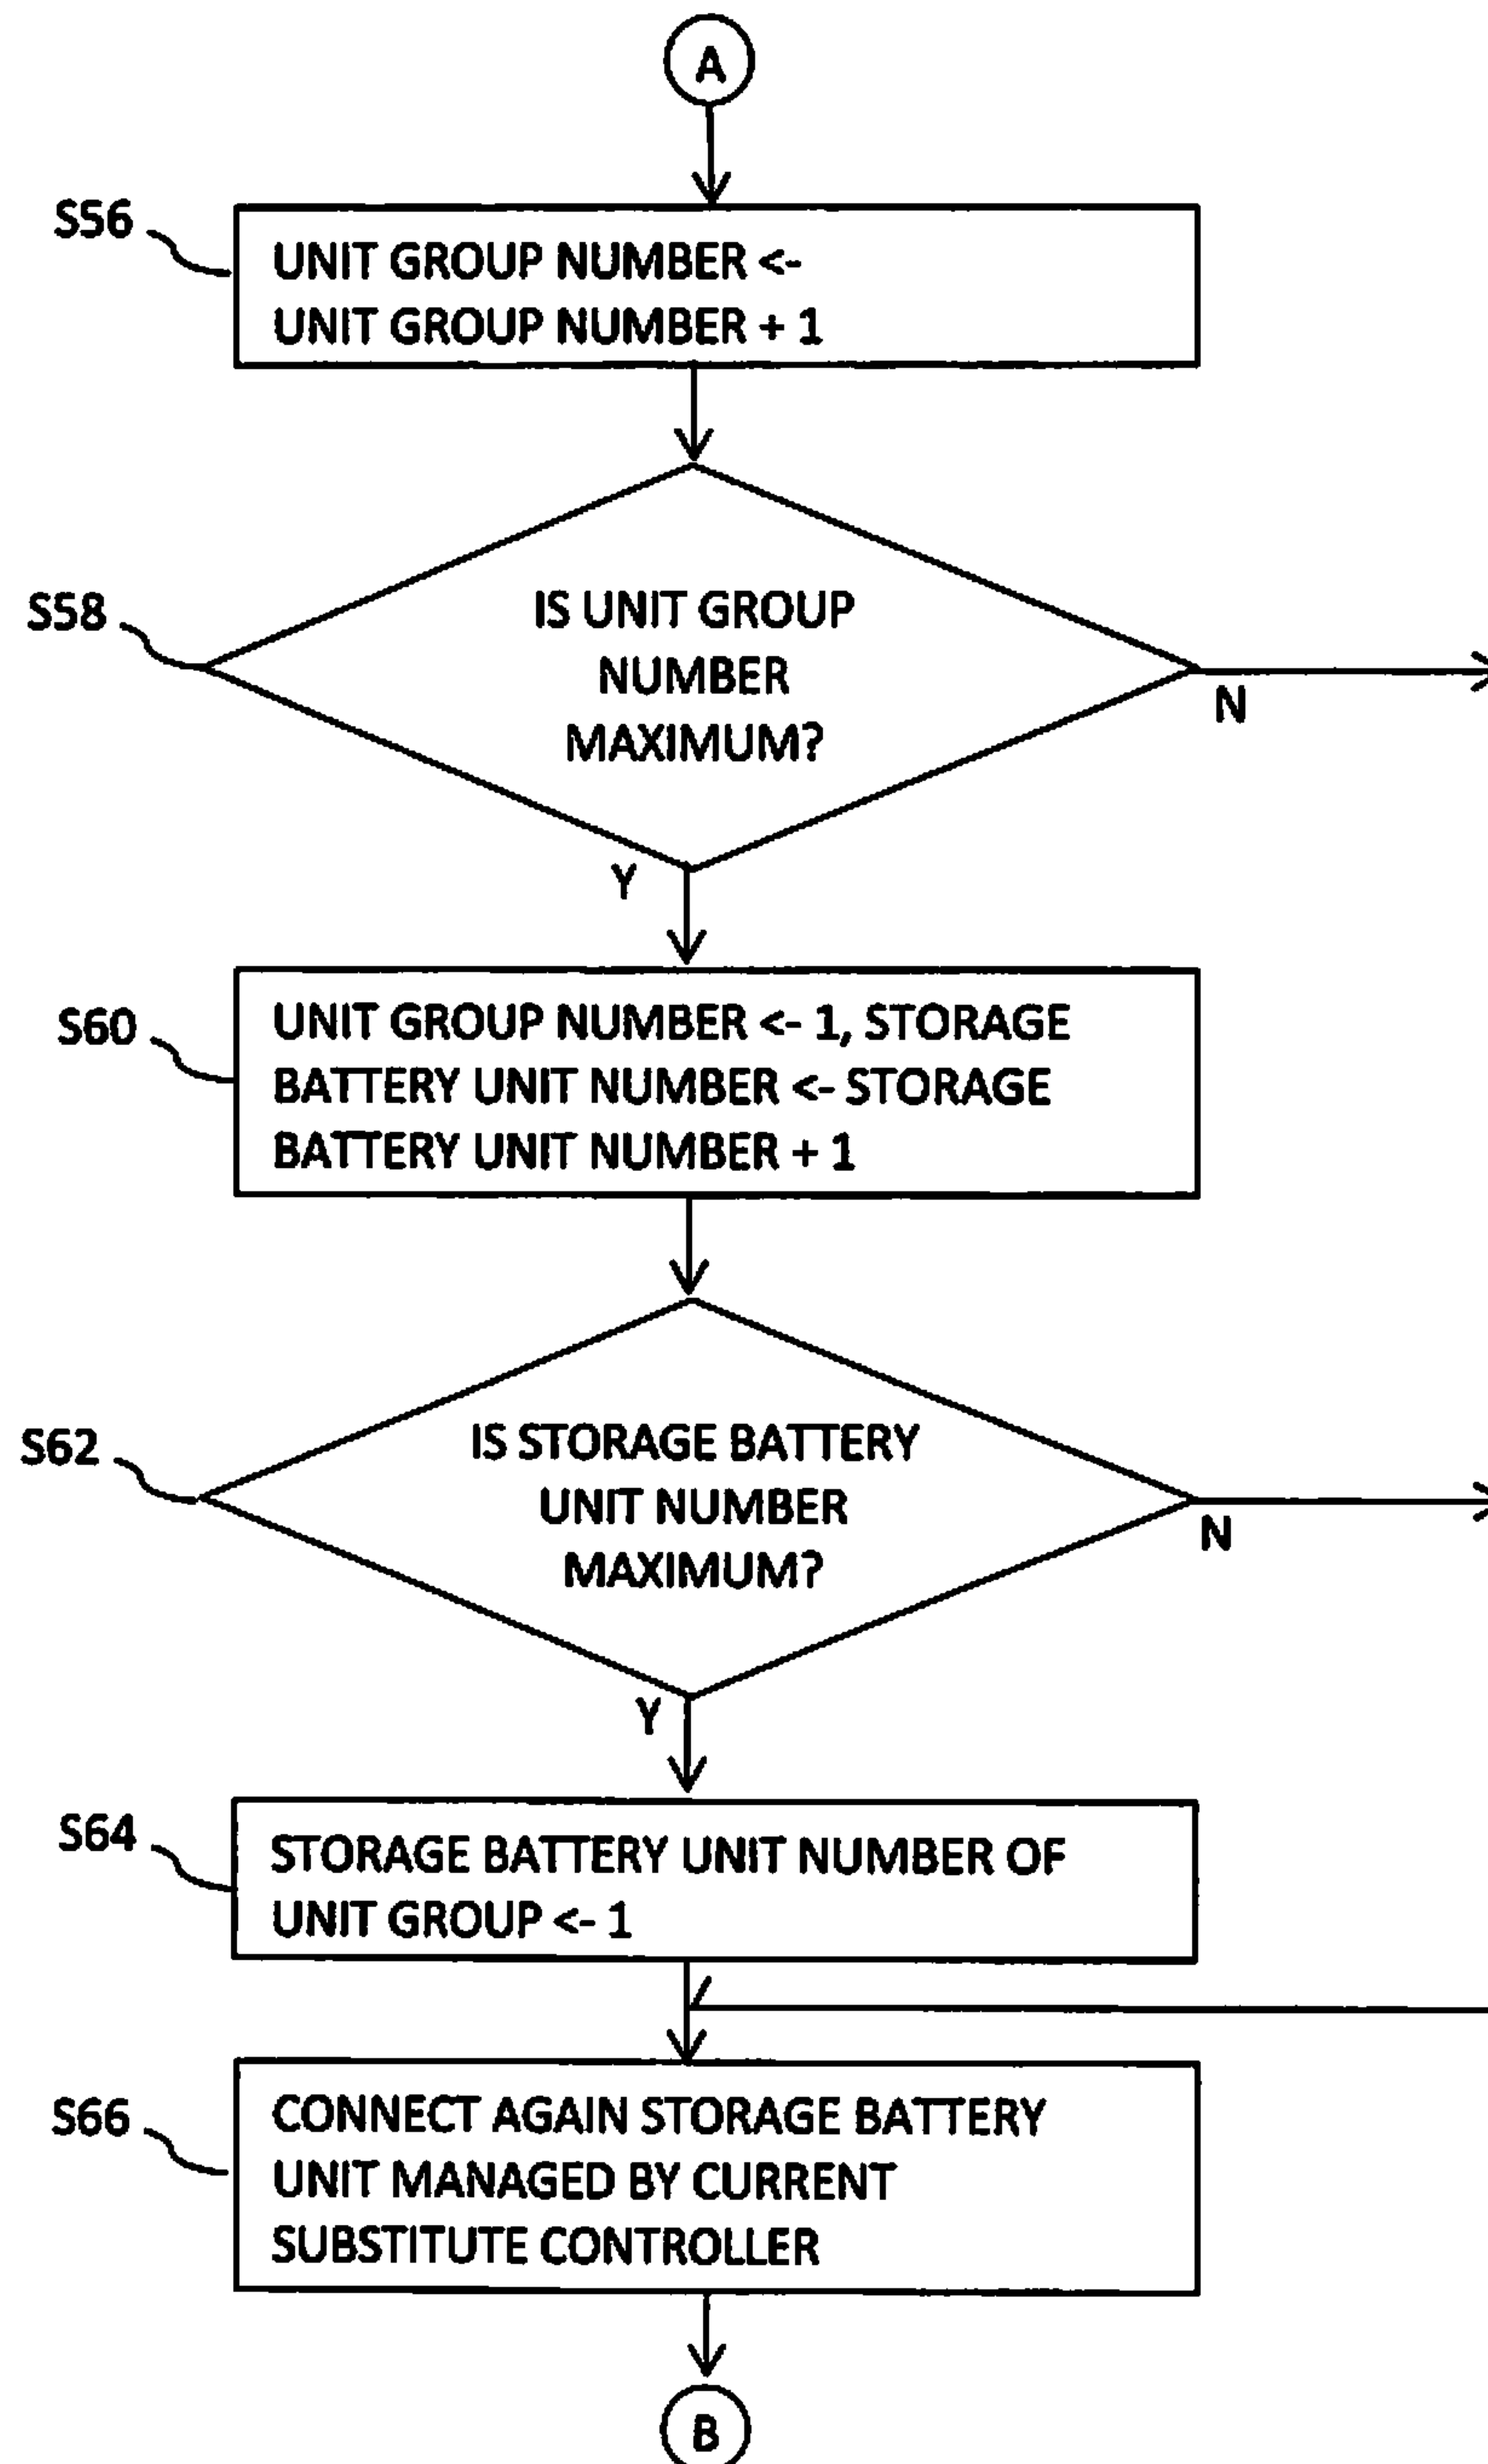 A
S56
UNIT GROUP NUMBER <-
UNIT GROUP NUMBER + 1
S58
IS UNIT GROUP
NUMBER
MAXIMUM?
N
Y
S60
UNIT GROUP NUMBER <- 1, STORAGE
BATTERY UNIT NUMBER <- STORAGE
BATTERY UNIT NUMBER + 1
S62
IS STORAGE BATTERY
UNIT NUMBER
MAXIMUM?
N
Y
S64
STORAGE BATTERY UNIT NUMBER OF
UNIT GROUP <- 1
S66
CONNECT AGAIN STORAGE BATTERY
UNIT MANAGED BY CURRENT
SUBSTITUTE CONTROLLER
B